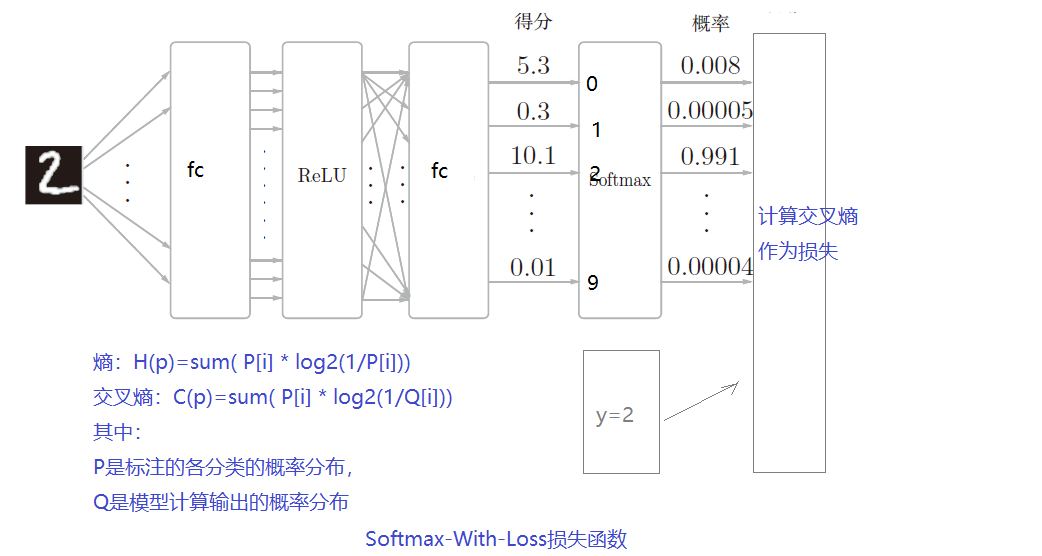 得分
概率
5.3
0
0.008
0.3
1
0.00005
fc
ReLU
fc
10.1
2
Softmax
0.991
2
计算交叉熵
作为损失
0.01
9
0.00004
熵：H(p)=sum( P[i] * log2(1/P[i]))
交叉熵：C(p)=sum( P[i] * log2(1/Q[i]))
其中：
P是标注的各分类的概率分布，
Q是模型计算输出的概率分布
y=2
Softmax-With-Loss损失函数